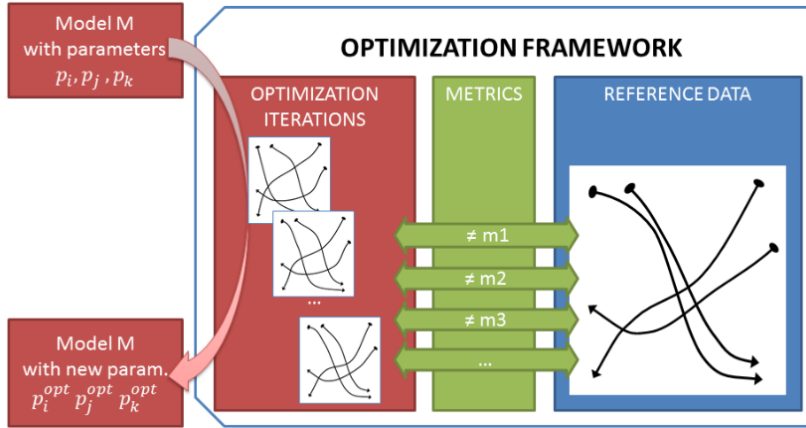 Model M
with parameters
p_i, p_j, p_k
OPTIMIZATION FRAMEWORK
OPTIMIZATION
ITERATIONS
METRICS
REFERENCE DATA
≠ m1
≠ m2
≠ m3
...
...
Model M
with new param.
p_i^opt p_j^opt p_k^opt